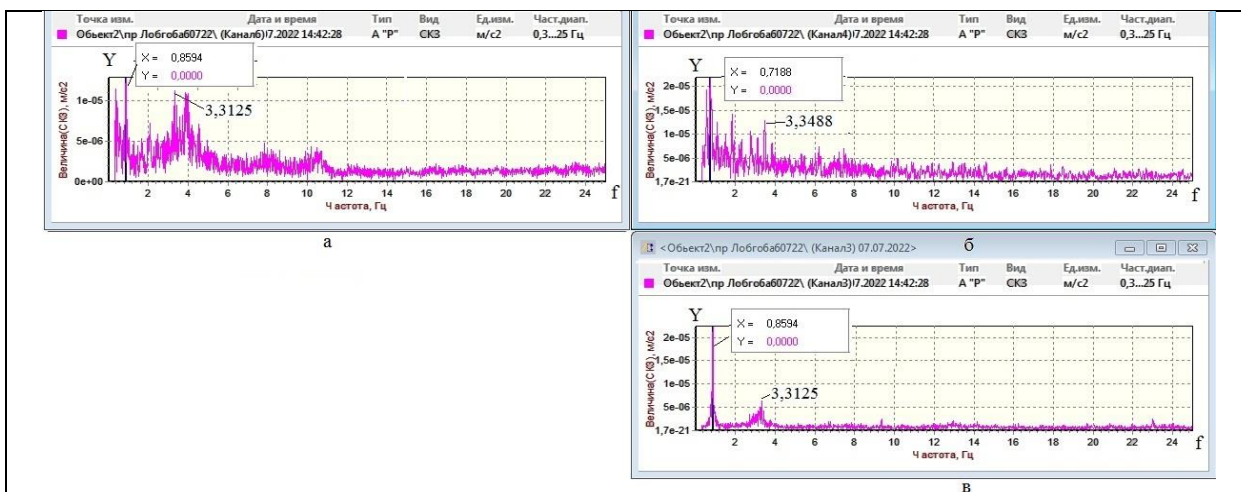 Точка изм. Дата и время Тип Вид Ед.изм. Част.диап.
Обьект2\пр Лобгоба60722\ (Канал6)07.2022 14:42:28 А "Р" СКЗ м/с2 0,3...25 Гц
Y
X = 0,8594
Y = 0,0000
3,3125
Величина(СКЗ), м/с2
1e-05
5e-06
0e+00
2 4 6 8 10 12 14 16 18 20 22 24 f
Частота, Гц
а
Точка изм. Дата и время Тип Вид Ед.изм. Част.диап.
Обьект2\пр Лобгоба60722\ (Канал4)07.2022 14:42:28 А "Р" СКЗ м/с2 0,3...25 Гц
Y
X = 0,7188
Y = 0,0000
3,3488
Величина(СКЗ), м/с2
2e-05
1,5e-05
1e-05
5e-06
1,7e-21
2 4 6 8 10 12 14 16 18 20 22 24 f
Частота, Гц
б
<Обьект2\пр Лобгоба60722\ (Канал3) 07.07.2022>
Точка изм. Дата и время Тип Вид Ед.изм. Част.диап.
Обьект2\пр Лобгоба60722\ (Канал3)07.2022 14:42:28 А "Р" СКЗ м/с2 0,3...25 Гц
Y
X = 0,8594
Y = 0,0000
3,3125
Величина(СКЗ), м/с2
2e-05
1,5e-05
1e-05
5e-06
1,7e-21
2 4 6 8 10 12 14 16 18 20 22 24 f
Частота, Гц
в